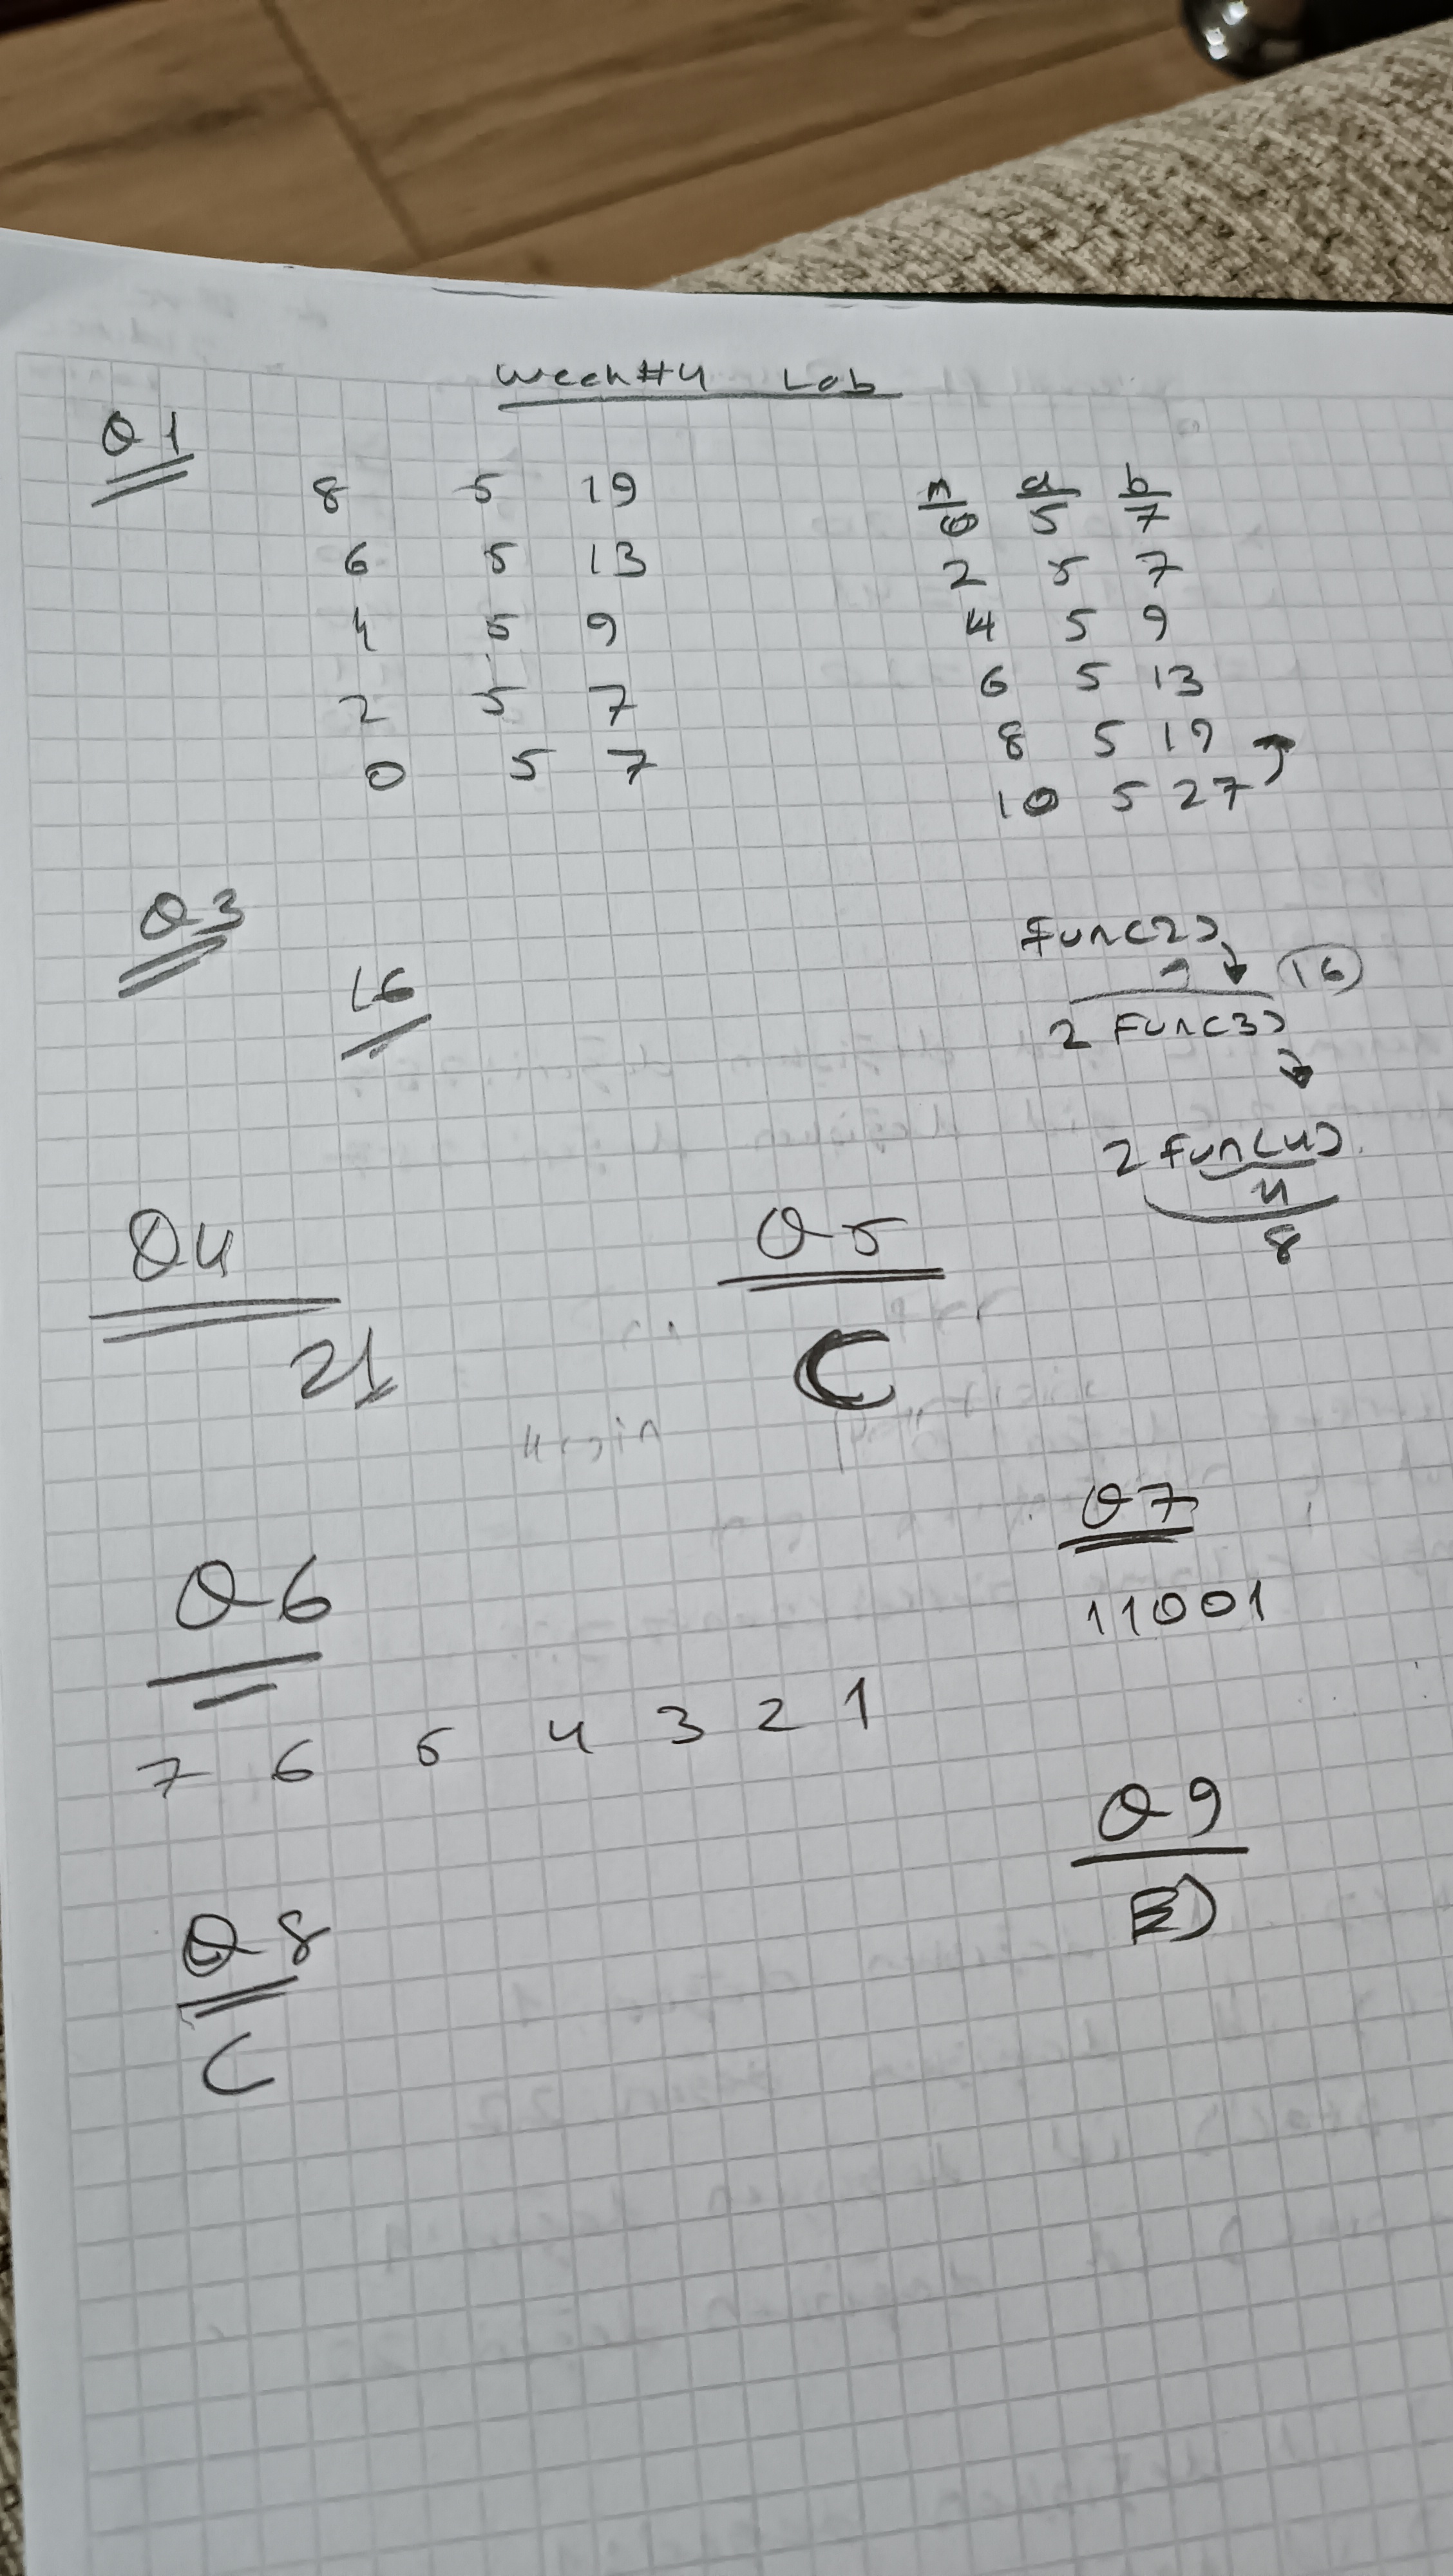 Week#4 Lab
Q1
8 5 19
6 5 13
4 5 9
2 5 7
0 5 7
n a b
0 5 7
2 5 7
4 5 9
6 5 13
8 5 19
10 5 27
Q3
16
func(2)
16
2 func(3)
2 func(4)
4
8
Q4
21
Q5
C
Q6
7 6 5 4 3 2 1
Q7
11001
Q8
C
Q9